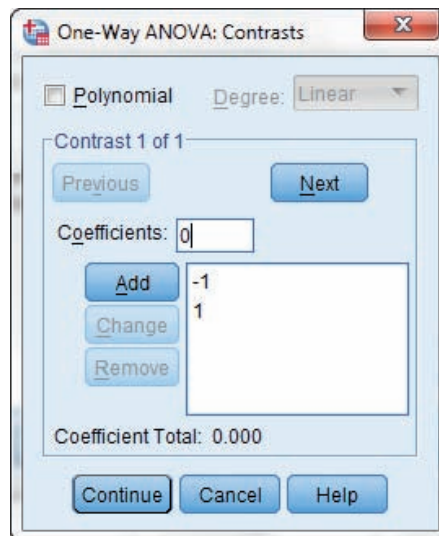 One-Way ANOVA: Contrasts
Polynomial Degree: Linear
Contrast 1 of 1
Previous Next
Coefficients: 0
Add
-1
1
Change
Remove
Coefficient Total: 0.000
Continue Cancel Help